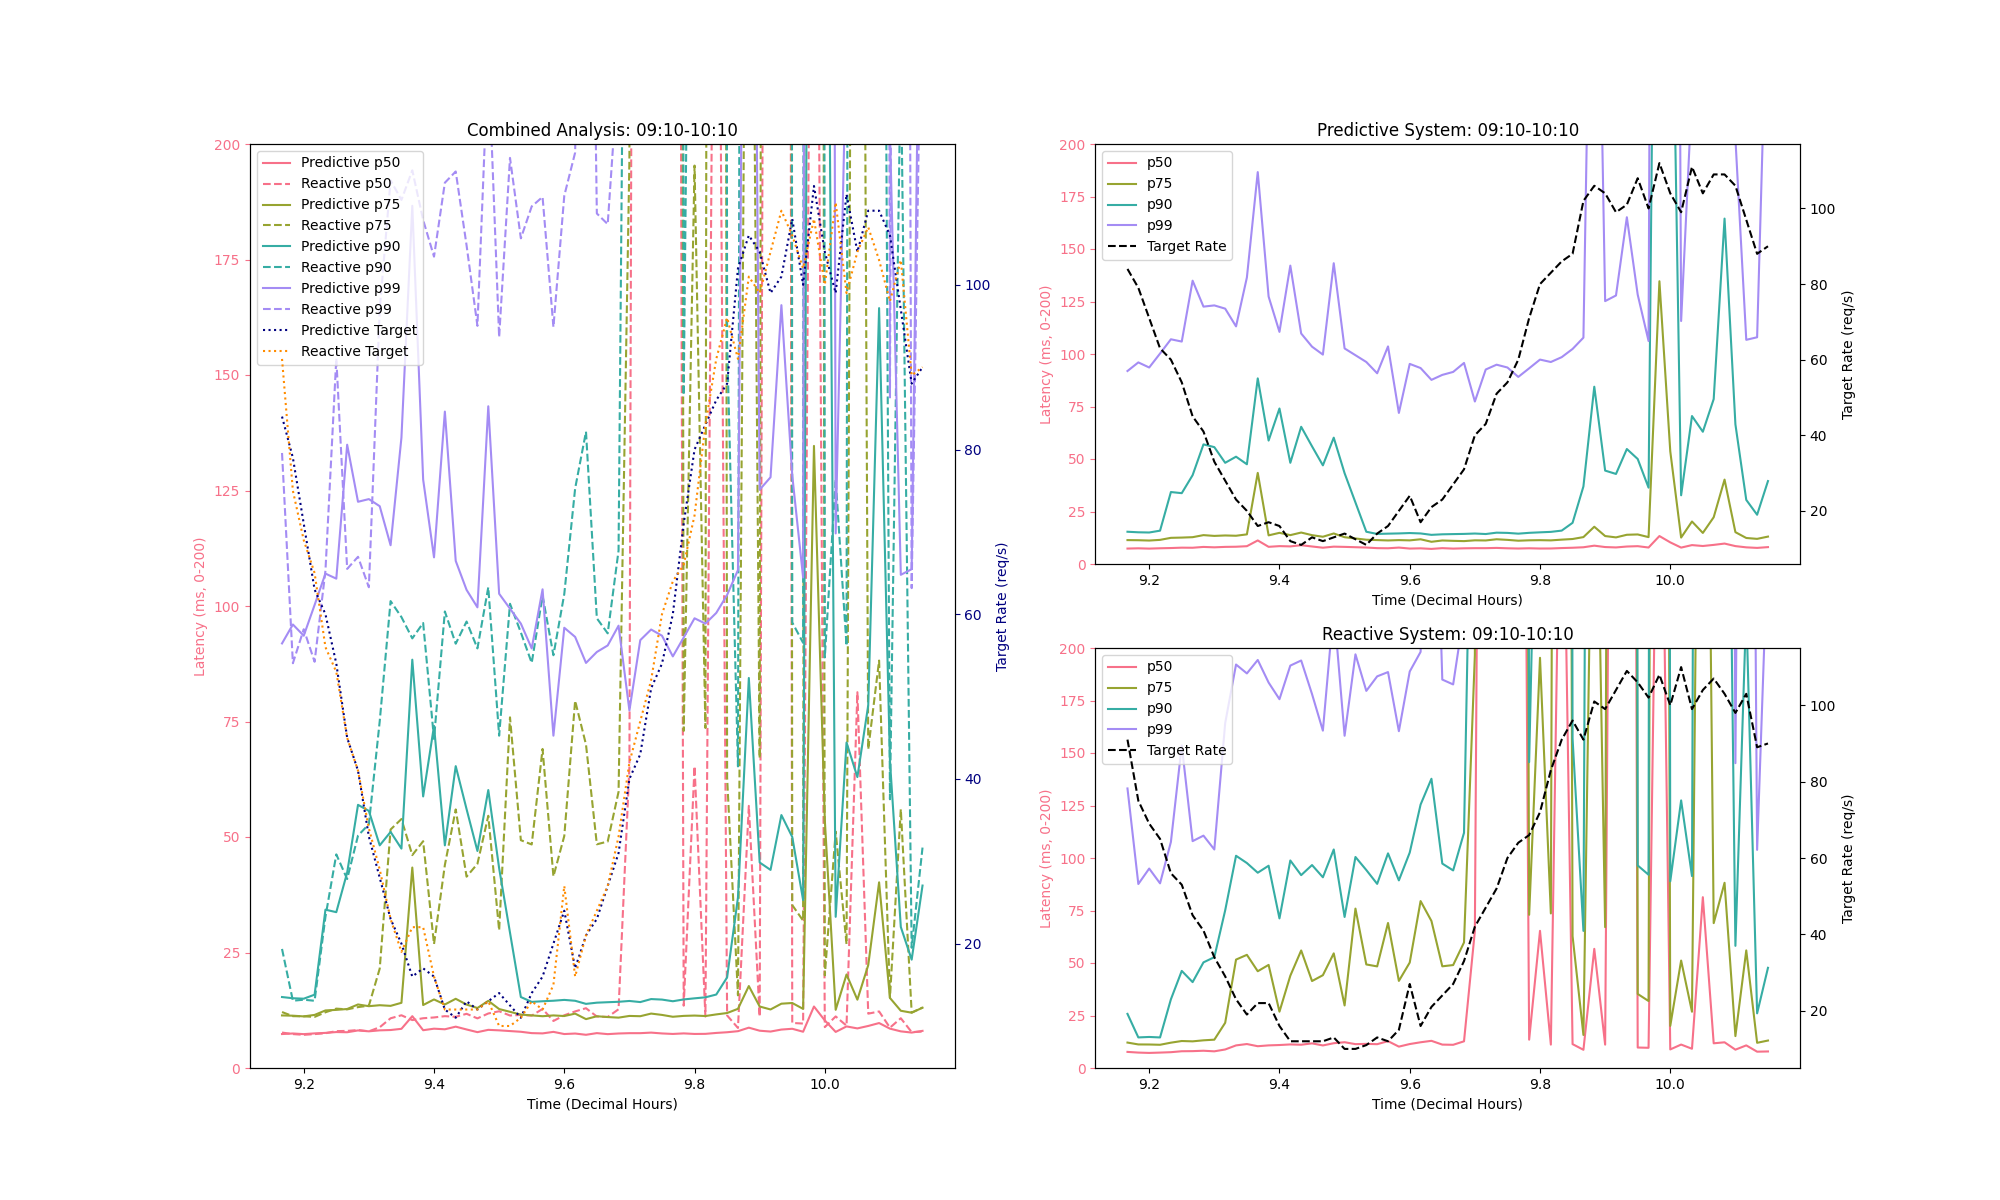 Combined Analysis: 09:10-10:10
Predictive p50
Reactive p50
Predictive p75
Reactive p75
Predictive p90
Reactive p90
Predictive p99
Reactive p99
Predictive Target
Reactive Target
200
175
150
125
100
75
50
25
0
Latency (ms, 0-200)
100
80
60
40
20
Target Rate (req/s)
9.2 9.4 9.6 9.8 10.0
Time (Decimal Hours)
Predictive System: 09:10-10:10
p50
p75
p90
p99
Target Rate
200
175
150
125
100
75
50
25
0
Latency (ms, 0-200)
100
80
60
40
20
Target Rate (req/s)
9.2 9.4 9.6 9.8 10.0
Time (Decimal Hours)
Reactive System: 09:10-10:10
p50
p75
p90
p99
Target Rate
200
175
150
125
100
75
50
25
0
Latency (ms, 0-200)
100
80
60
40
20
Target Rate (req/s)
9.2 9.4 9.6 9.8 10.0
Time (Decimal Hours)